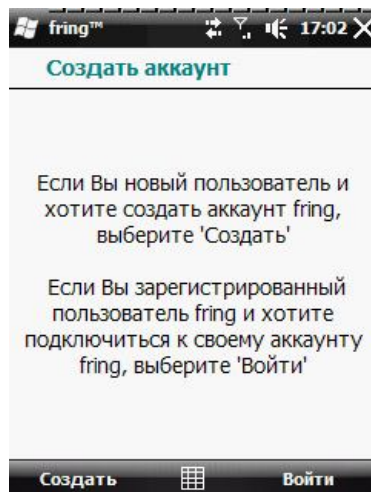 fring™ 17:02
Создать аккаунт
Если Вы новый пользователь и
хотите создать аккаунт fring,
выберите 'Создать'
Если Вы зарегистрированный
пользователь fring и хотите
подключиться к своему аккаунту
fring, выберите 'Войти'
Создать Войти